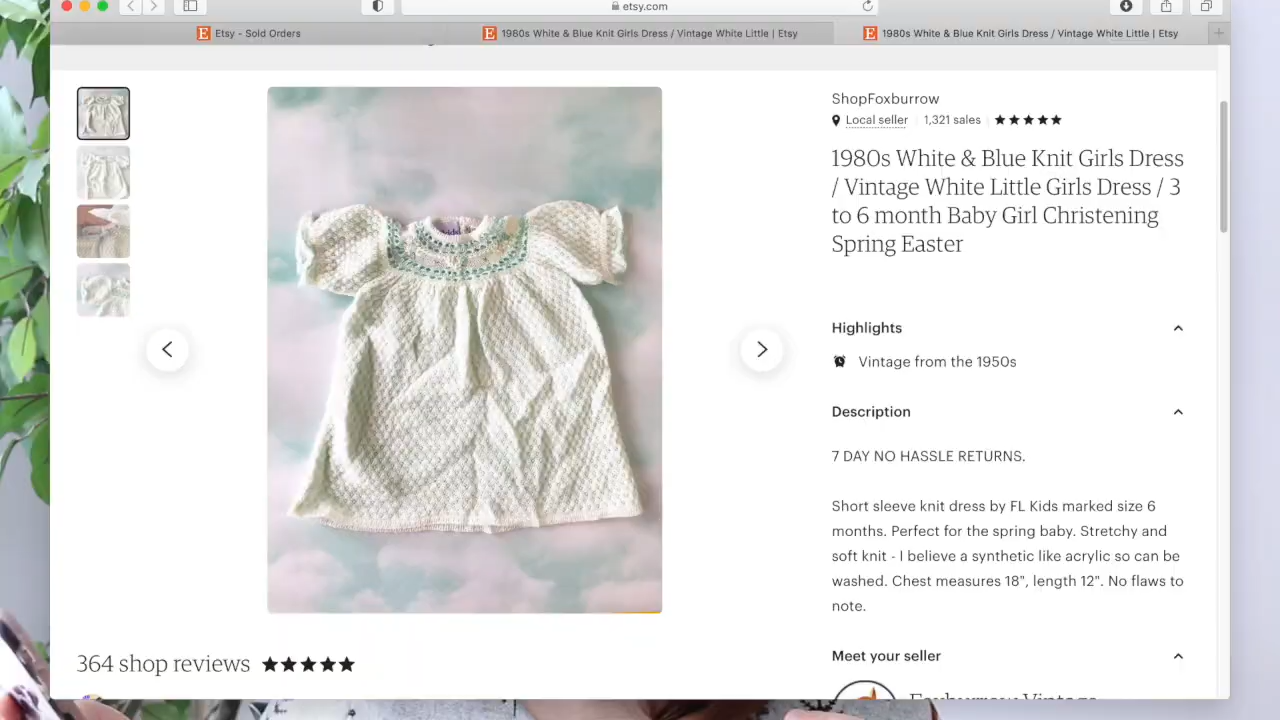 etsy.com
Etsy - Sold Orders
1980s White & Blue Knit Girls Dress / Vintage White Little | Etsy
1980s White & Blue Knit Girls Dress / Vintage White Little | Etsy
ShopFoxburrow
Local seller 1,321 sales
1980s White & Blue Knit Girls Dress
/ Vintage White Little Girls Dress / 3
to 6 month Baby Girl Christening
Spring Easter
Highlights
Vintage from the 1950s
Description
7 DAY NO HASSLE RETURNS.
Short sleeve knit dress by FL Kids marked size 6
months. Perfect for the spring baby. Stretchy and
soft knit - I believe a synthetic like acrylic so can be
washed. Chest measures 18", length 12". No flaws to
note.
Meet your seller
Foxburrow Vintage
364 shop reviews